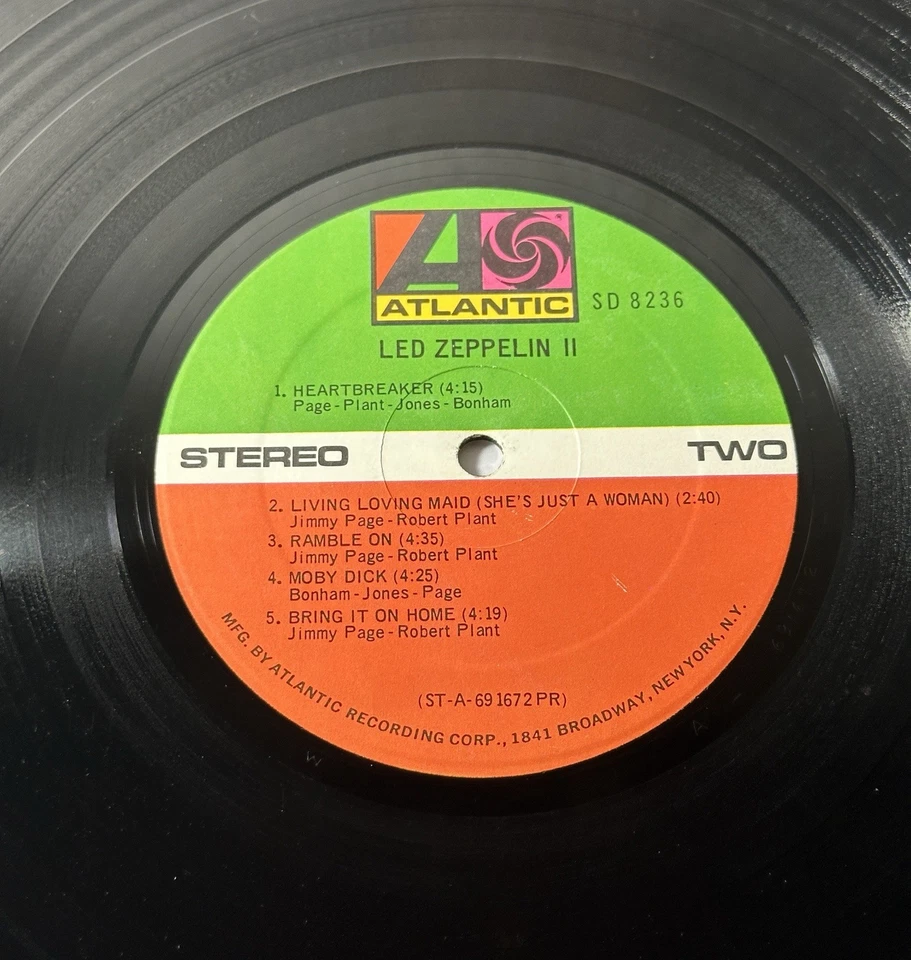 ATLANTIC
SD 8236
LED ZEPPELIN II
1. HEARTBREAKER (4:15)
Page-Plant-Jones-Bonham
STEREO
TWO
2. LIVING LOVING MAID (SHE'S JUST A WOMAN) (2:40)
Jimmy Page-Robert Plant
3. RAMBLE ON (4:35)
Jimmy Page-Robert Plant
4. MOBY DICK (4:25)
Bonham-Jones-Page
5. BRING IT ON HOME (4:19)
Jimmy Page-Robert Plant
(ST-A-691672PR)
MFG. BY ATLANTIC RECORDING CORP., 1841 BROADWAY, NEW YORK, N.Y.
W
A